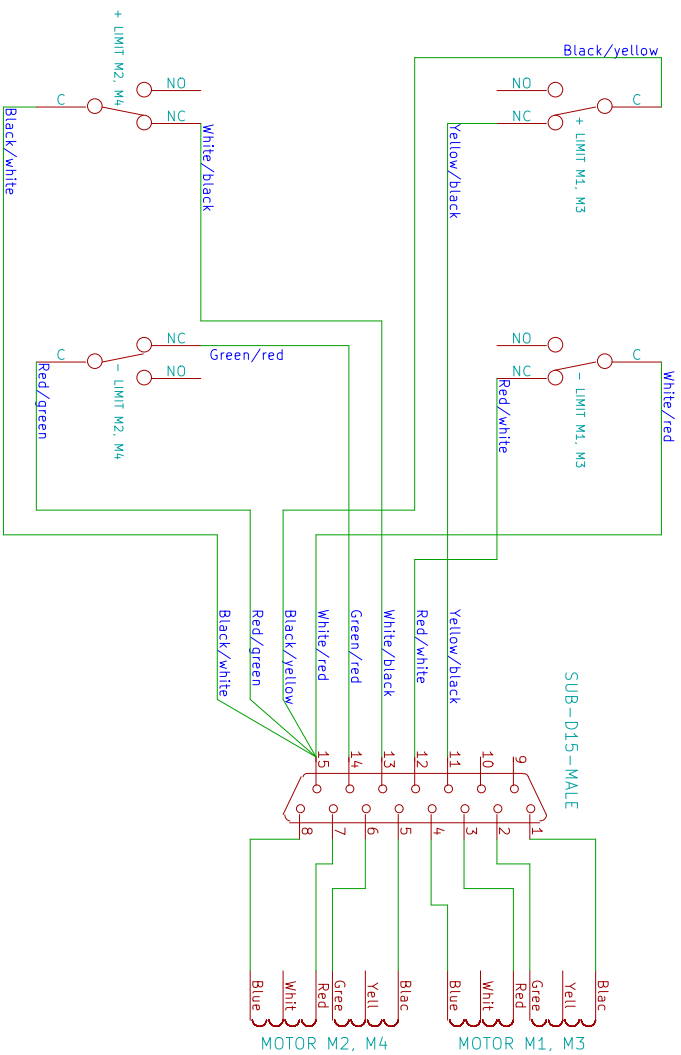 + LIMIT M2, M4
C
NO
NC
Black/white
White/black
Black/yellow
NO
NC
C
+ LIMIT M1, M3
Yellow/black
C
NC
NO
Green/red
Red/green
- LIMIT M2, M4
NO
NC
C
White/red
Red/white
- LIMIT M1, M3
Black/white
Red/green
Black/yellow
White/red
Green/red
White/black
Red/white
Yellow/black
SUB-D15-MALE
15
14
13
12
11
10
9
8
7
6
5
4
3
2
1
Blue
Whit
Red
Gree
Yell
Blac
Blue
Whit
Red
Gree
Yell
Blac
MOTOR M2, M4
MOTOR M1, M3